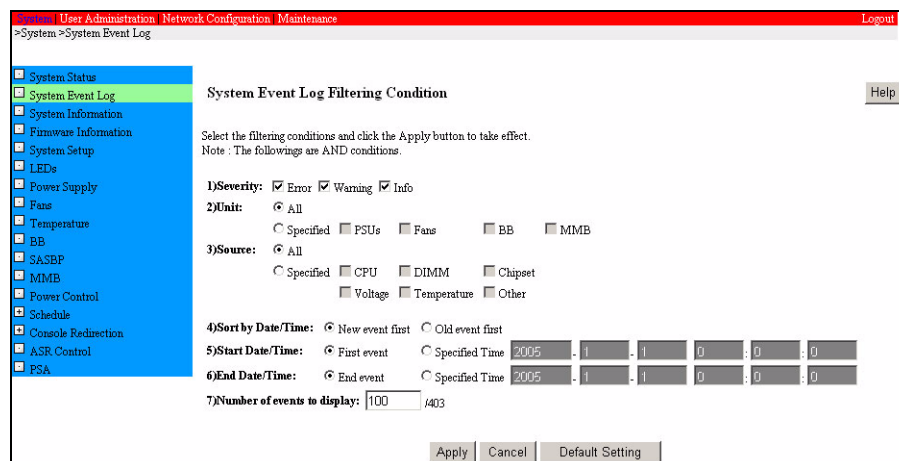 System | User Administration | Network Configuration | Maintenance Logout
>System >System Event Log
System Status
System Event Log
System Information
Firmware Information
System Setup
LEDs
Power Supply
Fans
Temperature
BB
SASBP
MMB
Power Control
Schedule
Console Redirection
ASR Control
PSA
System Event Log Filtering Condition
Help
Select the filtering conditions and click the Apply button to take effect.
Note : The followings are AND conditions.
1)Severity: Error Warning Info
2)Unit: All
Specified PSUs Fans BB MMB
3)Source: All
Specified CPU DIMM Chipset
Voltage Temperature Other
4)Sort by Date/Time: New event first Old event first
5)Start Date/Time: First event Specified Time 2005 - 1 - 1 0 : 0 : 0
6)End Date/Time: End event Specified Time 2005 - 1 - 1 0 : 0 : 0
7)Number of events to display: 100 /403
Apply Cancel Default Setting